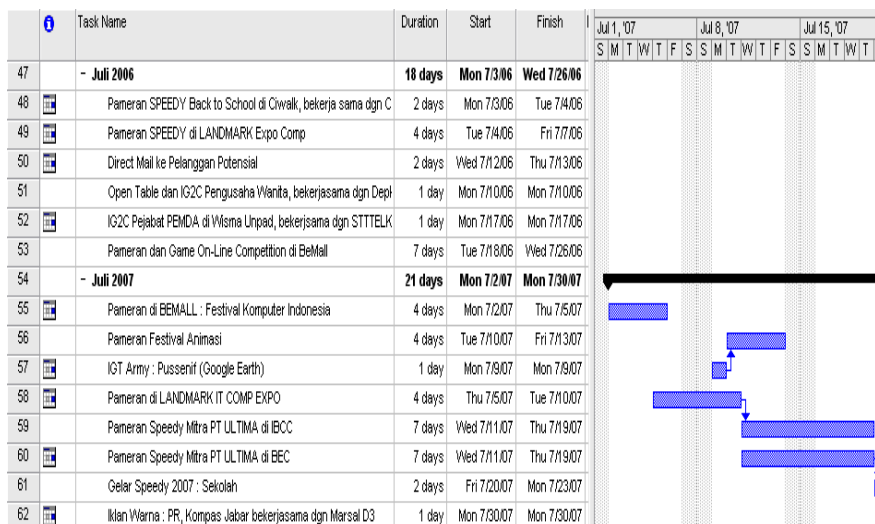 Task Name Duration Start Finish Jul 1, '07 Jul 8, '07 Jul 15, '07
S M T W T F S S M T W T F S S M T W T
47 - Juli 2006 18 days Mon 7/3/06 Wed 7/26/06
48 Pameran SPEEDY Back to School di Ciwalk, bekerja sama dgn C 2 days Mon 7/3/06 Tue 7/4/06
49 Pameran SPEEDY di LANDMARK Expo Comp 4 days Tue 7/4/06 Fri 7/7/06
50 Direct Mail ke Pelanggan Potensial 2 days Wed 7/12/06 Thu 7/13/06
51 Open Table dan IG2C Pengusaha Wanita, bekerjasama dgn Depl 1 day Mon 7/10/06 Mon 7/10/06
52 IG2C Pejabat PEMDA di Wisma Unpad, bekerjsama dgn STTTELK 1 day Mon 7/17/06 Mon 7/17/06
53 Pameran dan Game On-Line Competition di BeMall 7 days Tue 7/18/06 Wed 7/26/06
54 - Juli 2007 21 days Mon 7/2/07 Mon 7/30/07
55 Pameran di BEMALL : Festival Komputer Indonesia 4 days Mon 7/2/07 Thu 7/5/07
56 Pameran Festival Animasi 4 days Tue 7/10/07 Fri 7/13/07
57 IGT Army : Pussenif (Google Earth) 1 day Mon 7/9/07 Mon 7/9/07
58 Pameran di LANDMARK IT COMP EXPO 4 days Thu 7/5/07 Tue 7/10/07
59 Pameran Speedy Mitra PT ULTIMA di IBCC 7 days Wed 7/11/07 Thu 7/19/07
60 Pameran Speedy Mitra PT ULTIMA di BEC 7 days Wed 7/11/07 Thu 7/19/07
61 Gelar Speedy 2007 : Sekolah 2 days Fri 7/20/07 Mon 7/23/07
62 Iklan Warna : PR, Kompas Jabar bekerjasama dgn Marsal D3 1 day Mon 7/30/07 Mon 7/30/07